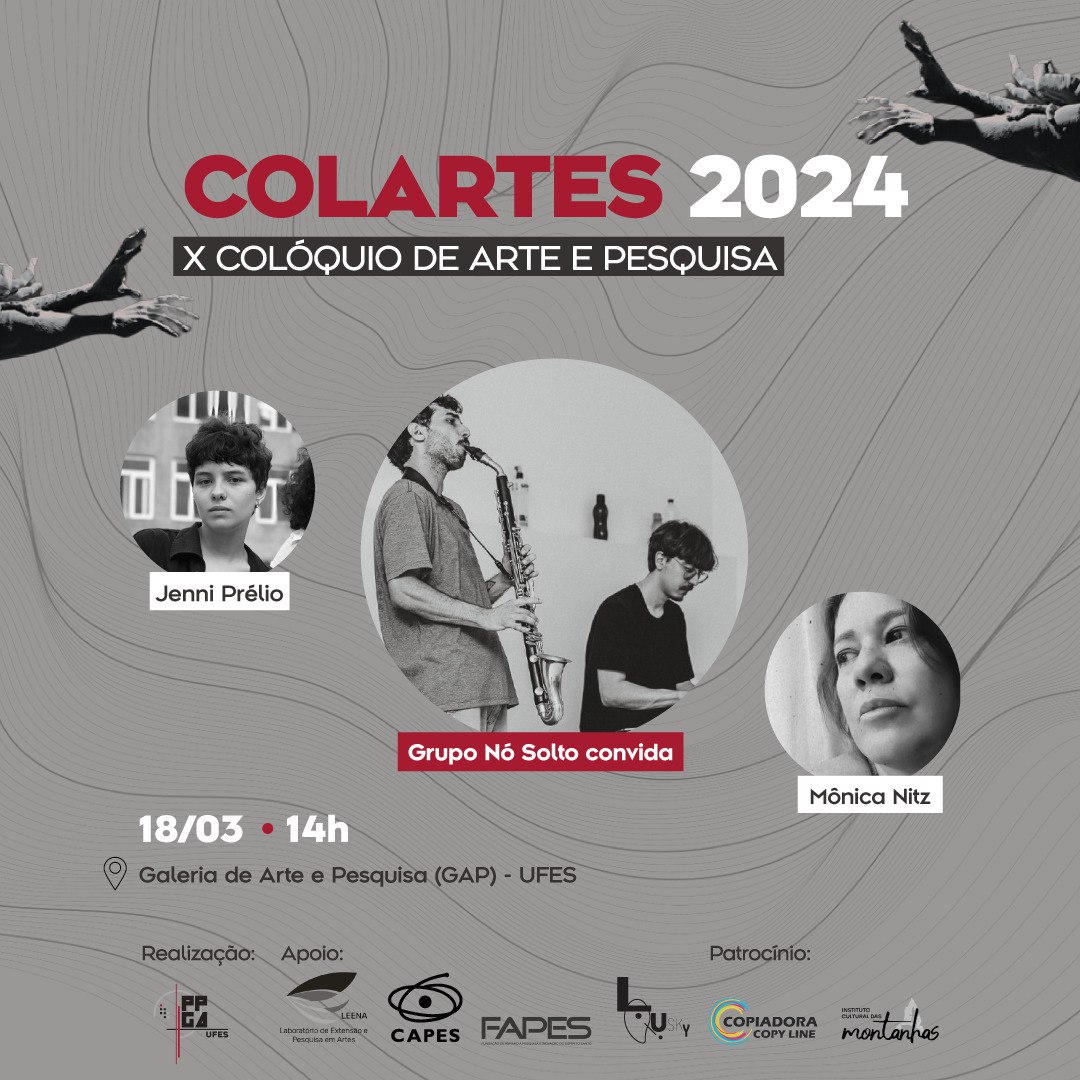 COLARTES 2024
X COLÓQUIO DE ARTE E PESQUISA
Jenni Prélio
Grupo Nó Solto convida
Mônica Nitz
18/03 • 14h
Galeria de Arte e Pesquisa (GAP) - UFES
Realização:
Apoio:
Patrocínio:
PP
GA
UFES
LEENA
Laboratório de Extensão e
Pesquisa em Artes
CAPES
FAPES
COPIADORA
COPY LINE
INSTITUTO
CULTURAL DAS
montanhas